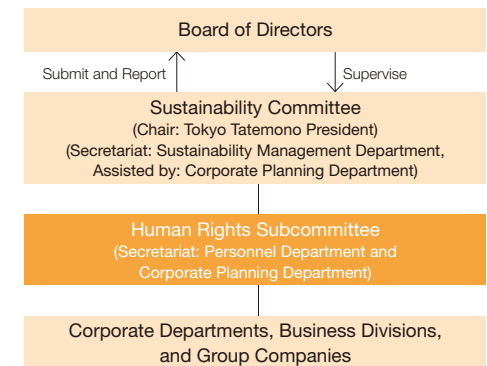 Board of Directors
Submit and Report
Supervise
Sustainability Committee
(Chair: Tokyo Tatemono President)
(Secretariat: Sustainability Management Department,
Assisted by: Corporate Planning Department)
Human Rights Subcommittee
(Secretariat: Personnel Department and
Corporate Planning Department)
Corporate Departments, Business Divisions,
and Group Companies